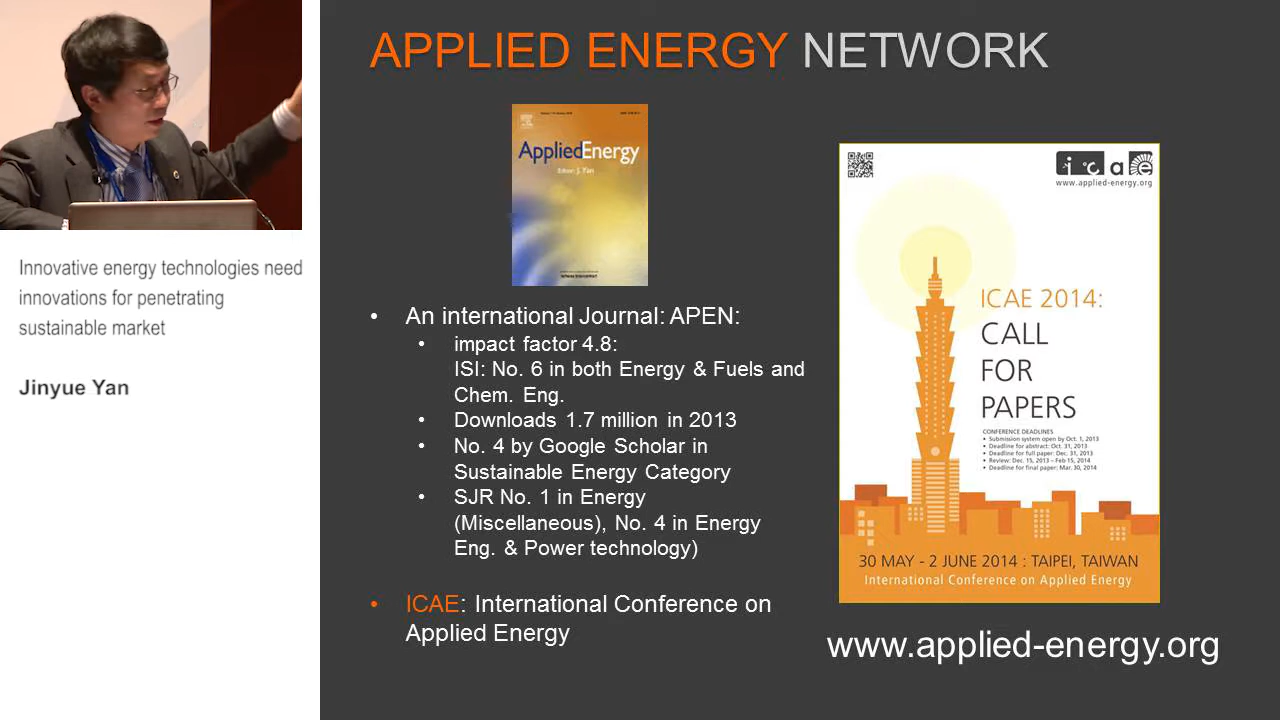 APPLIED ENERGY NETWORK
Innovative energy technologies need
innovations for penetrating
sustainable market
Jinyue Yan
AppliedEnergy
Editor: J. Yan
• An international Journal: APEN:
• impact factor 4.8:
ISI: No. 6 in both Energy & Fuels and
Chem. Eng.
• Downloads 1.7 million in 2013
• No. 4 by Google Scholar in
Sustainable Energy Category
• SJR No. 1 in Energy
(Miscellaneous), No. 4 in Energy
Eng. & Power technology)
• ICAE: International Conference on
Applied Energy
icae
www.applied-energy.org
ICAE 2014:
CALL
FOR
PAPERS
CONFERENCE DEADLINES
• Submission system open by Oct. 1, 2013
• Deadline for abstract: Oct. 31, 2013
• Deadline for full paper: Dec. 31, 2013
• Review: Dec. 15, 2013 – Feb 15, 2014
• Deadline for final paper: Mar. 30, 2014
30 MAY - 2 JUNE 2014 : TAIPEI, TAIWAN
International Conference on Applied Energy
www.applied-energy.org